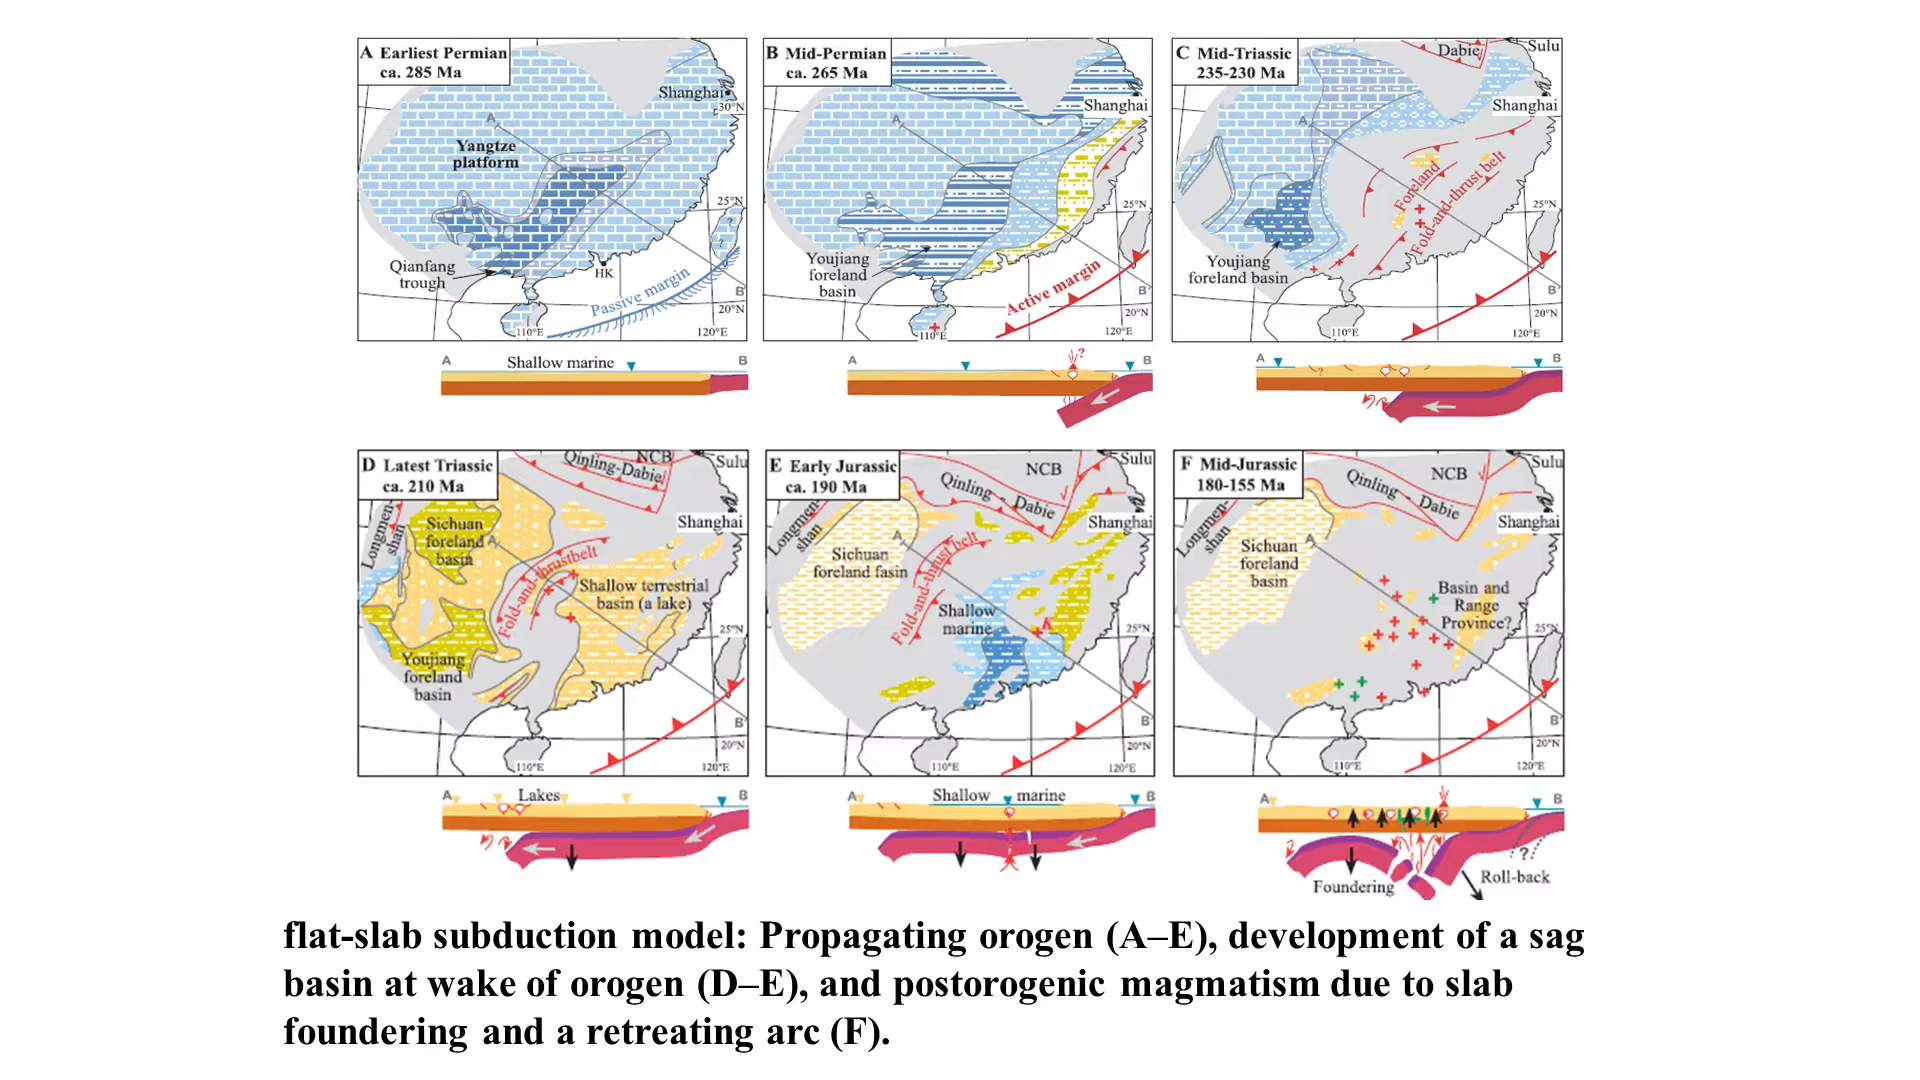 A Earliest Permian
ca. 285 Ma
Shanghai
30°N
A
Yangtze
platform
25°N
?
?
Qianfang
trough
HK
Passive margin
B
20°N
110°E
120°E
A
Shallow marine
B
B Mid-Permian
ca. 265 Ma
Shanghai
A
25°N
Youjiang
foreland
basin
Active margin
B
20°N
110°E
120°E
A
?
B
C Mid-Triassic
235-230 Ma
Dabie
Sulu
Shanghai
A
Foreland
Fold-and-thrust belt
25°N
Youjiang
foreland basin
B
20°N
110°E
120°E
A
?
B
D Latest Triassic
ca. 210 Ma
NCB
Qinling-Dabie
Sulu
Longmen-
shan
Sichuan
foreland
basin
A
Shanghai
Fold-and-thrustbelt
Shallow terrestrial
basin (a lake)
25°N
Youjiang
foreland
basin
B
20°N
110°E
120°E
A
Lakes
B
E Early Jurassic
ca. 190 Ma
NCB
Sulu
Qinling - Dabie
Longmen-
shan
Shanghai
A
Sichuan
foreland fasin
Fold-and-thrust belt
Shallow
marine
K
25°N
B
20°N
110°E
120°E
A
Shallow marine
B
F Mid-Jurassic
180-155 Ma
NCB
Sulu
Qinling - Dabie
Longmen-
shan
Shanghai
A
Sichuan
foreland
basin
Basin and
Range
Province?
25°N
B
20°N
110°E
120°E
A
B
?
Foundering
Roll-back
flat-slab subduction model: Propagating orogen (A–E), development of a sag
basin at wake of orogen (D–E), and postorogenic magmatism due to slab
foundering and a retreating arc (F).